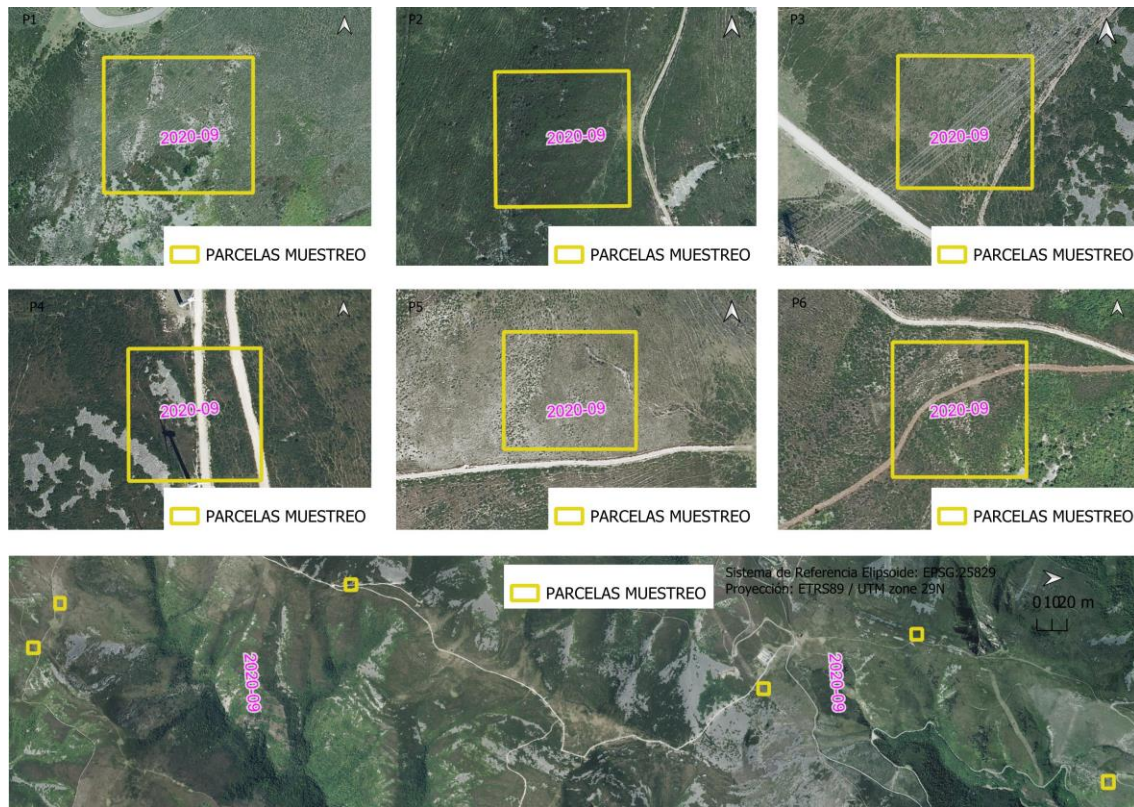 P1
2020-09
PARCELAS MUESTREO
P2
2020-09
PARCELAS MUESTREO
P3
2020-09
PARCELAS MUESTREO
P4
2020-09
PARCELAS MUESTREO
P5
2020-09
PARCELAS MUESTREO
P6
2020-09
PARCELAS MUESTREO
PARCELAS MUESTREO
Sistema de Referencia Elipsoide: EPSG:25829
Proyección: ETRS89 / UTM zone 29N
0 1020 m
2020-09
2020-09